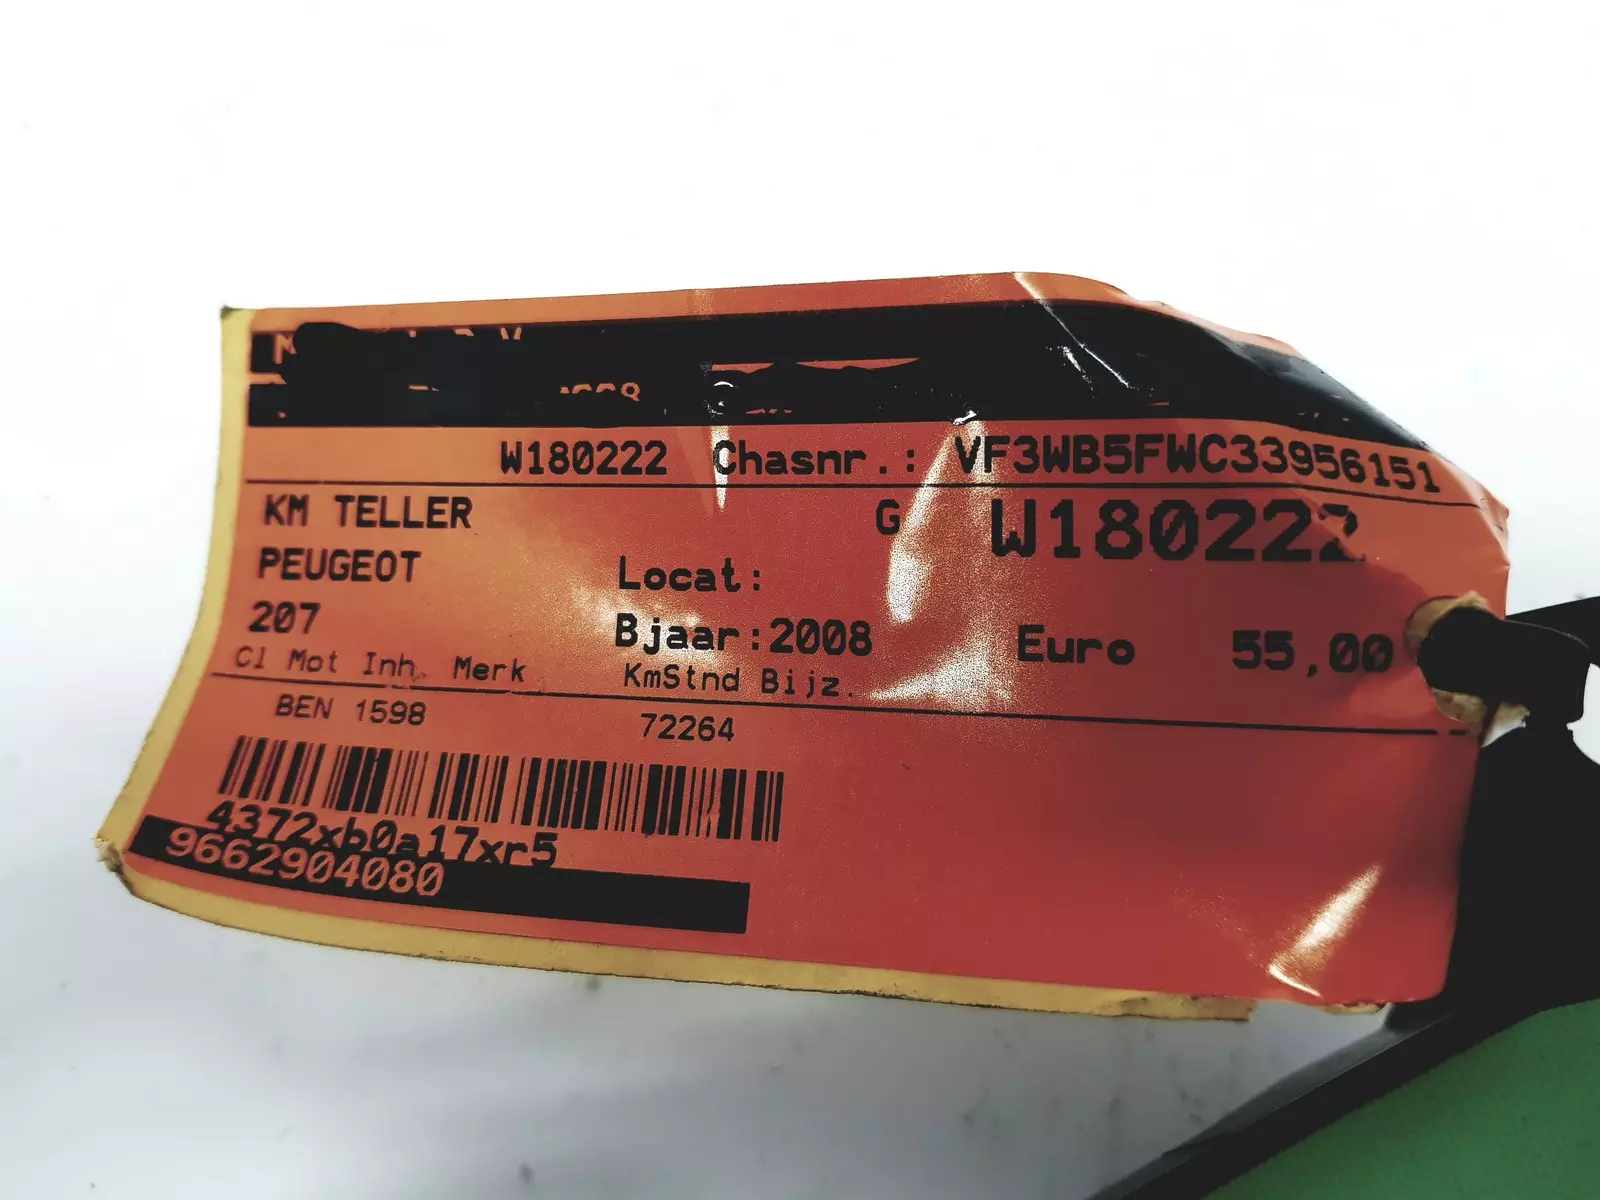 W180222 Chasnr.: VF3WB5FWC33956151
KM TELLER G W180222
PEUGEOT Locat:
207 Bjaar:2008 Euro 55,00
Cl Mot Inh. Merk KmStnd Bijz.
BEN 1598 72264
4372xb0a17xr5
9662904080